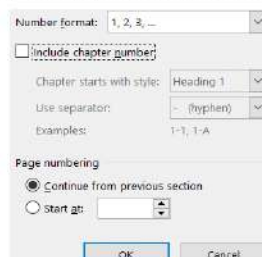 Number format: 1, 2, 3, ...
Include chapter number
Chapter starts with style: Heading 1
Use separator: - (hyphen)
Examples: 1-1, 1-A
Page numbering
Continue from previous section
Start at:
OK Cancel